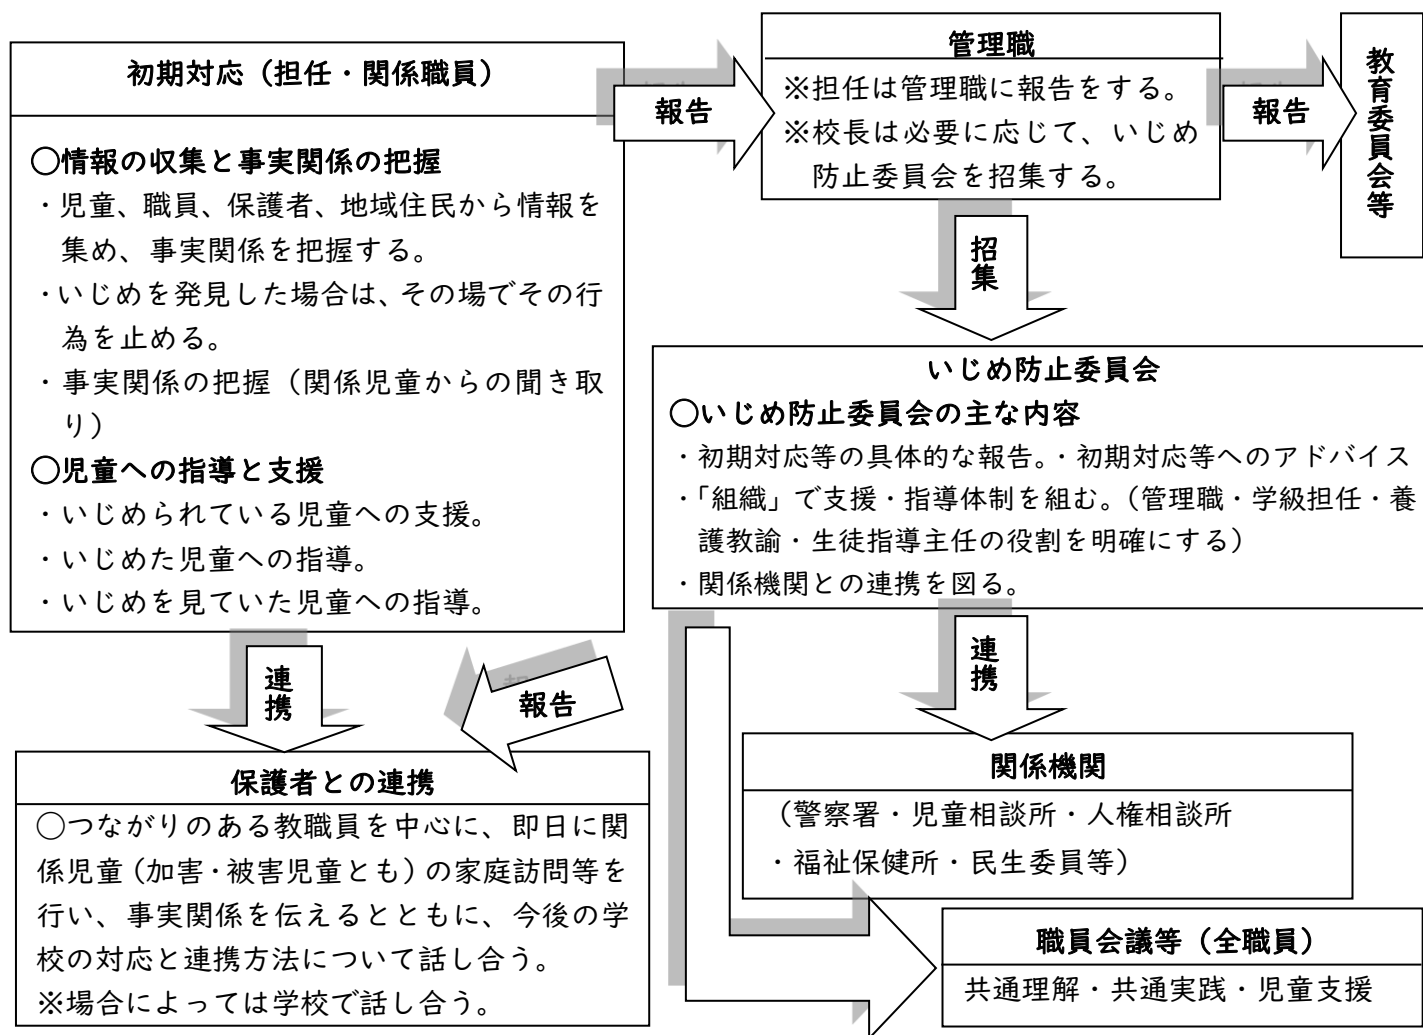 初期対応（担任・関係職員）
○情報の収集と事実関係の把握
・児童、職員、保護者、地域住民から情報を
集め、事実関係を把握する。
・いじめを発見した場合は、その場でその行
為を止める。
・事実関係の把握（関係児童からの聞き取
り）
○児童への指導と支援
・いじめられている児童への支援。
・いじめた児童への指導。
・いじめを見ていた児童への指導。
報告
管理職
※担任は管理職に報告をする。
※校長は必要に応じて、いじめ
防止委員会を招集する。
報告
教育委員会等
招集
いじめ防止委員会
○いじめ防止委員会の主な内容
・初期対応等の具体的な報告。・初期対応等へのアドバイス
・「組織」で支援・指導体制を組む。（管理職・学級担任・養
護教諭・生徒指導主任の役割を明確にする）
・関係機関との連携を図る。
連携
報告
連携
保護者との連携
○つながりのある教職員を中心に、即日に関
係児童（加害・被害児童とも）の家庭訪問等を
行い、事実関係を伝えるとともに、今後の学
校の対応と連携方法について話し合う。
※場合によっては学校で話し合う。
関係機関
（警察署・児童相談所・人権相談所
・福祉保健所・民生委員等）
職員会議等（全職員）
共通理解・共通実践・児童支援